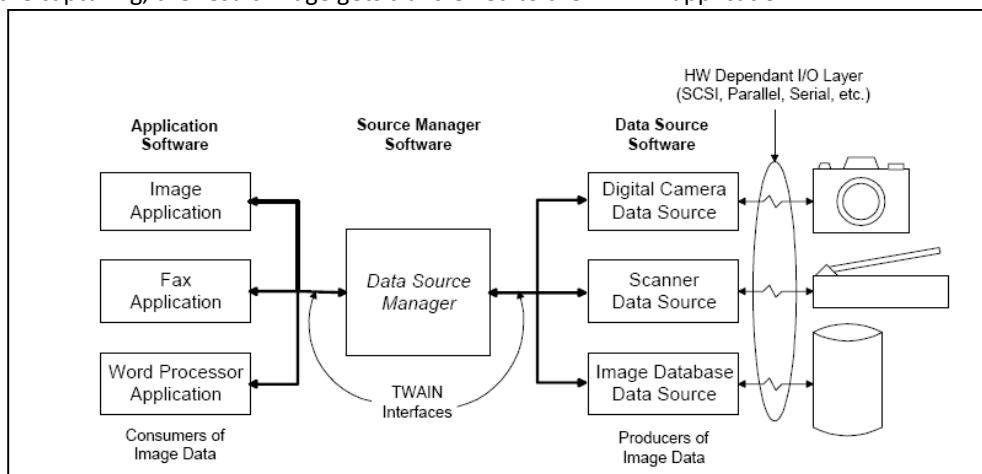 HW Dependant I/O Layer
(SCSI, Parallel, Serial, etc.)
Application
Software
Source Manager
Software
Data Source
Software
Image
Application
Digital Camera
Data Source
Fax
Application
Data Source
Manager
Scanner
Data Source
Word Processor
Application
TWAIN
Interfaces
Image Database
Data Source
Consumers of
Image Data
Producers of
Image Data